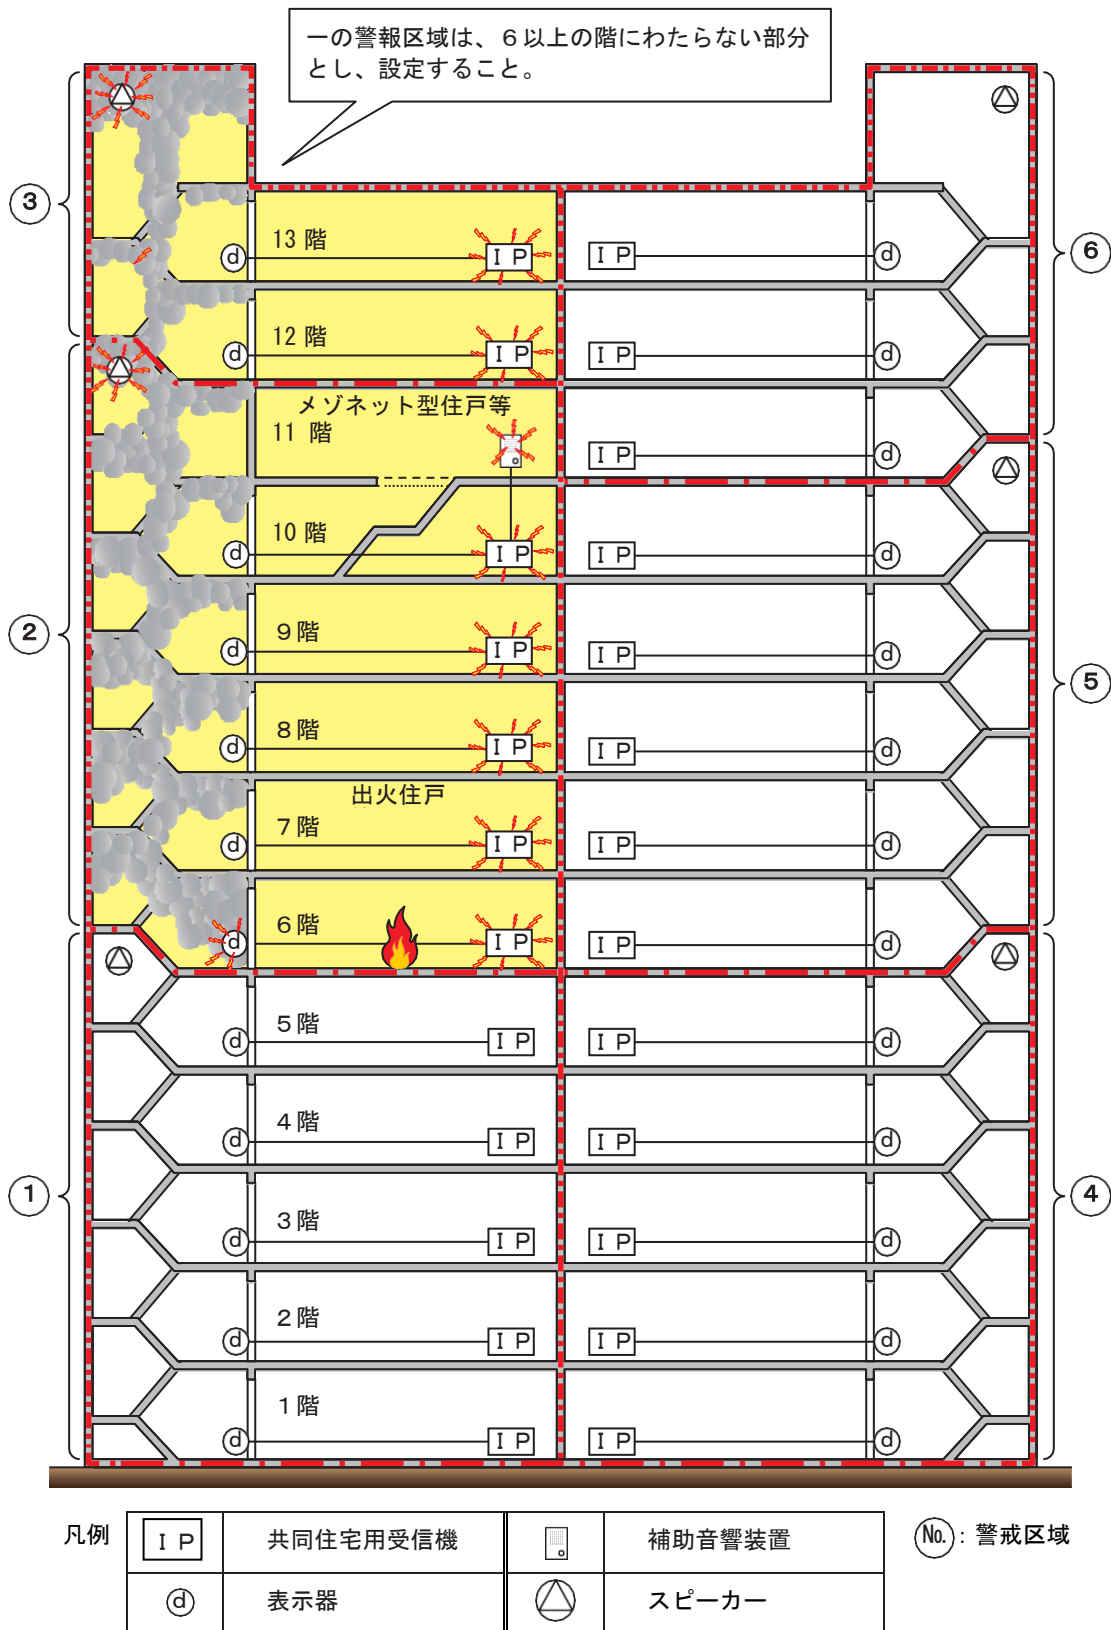 一の警報区域は、６以上の階にわたらない部分
とし、設定すること。
③
⑥
13 階
d
I P
I P
d
12 階
d
I P
I P
d
メゾネット型住戸等
11 階
I P
d
10 階
d
I P
I P
d
②
９階
d
I P
I P
d
⑤
８階
d
I P
I P
d
出火住戸
７階
d
I P
I P
d
６階
d
I P
I P
d
５階
d
I P
I P
d
４階
d
I P
I P
d
①
④
３階
d
I P
I P
d
２階
d
I P
I P
d
１階
d
I P
I P
d
凡例
I P 共同住宅用受信機 補助音響装置
No. : 警戒区域
d 表示器 スピーカー